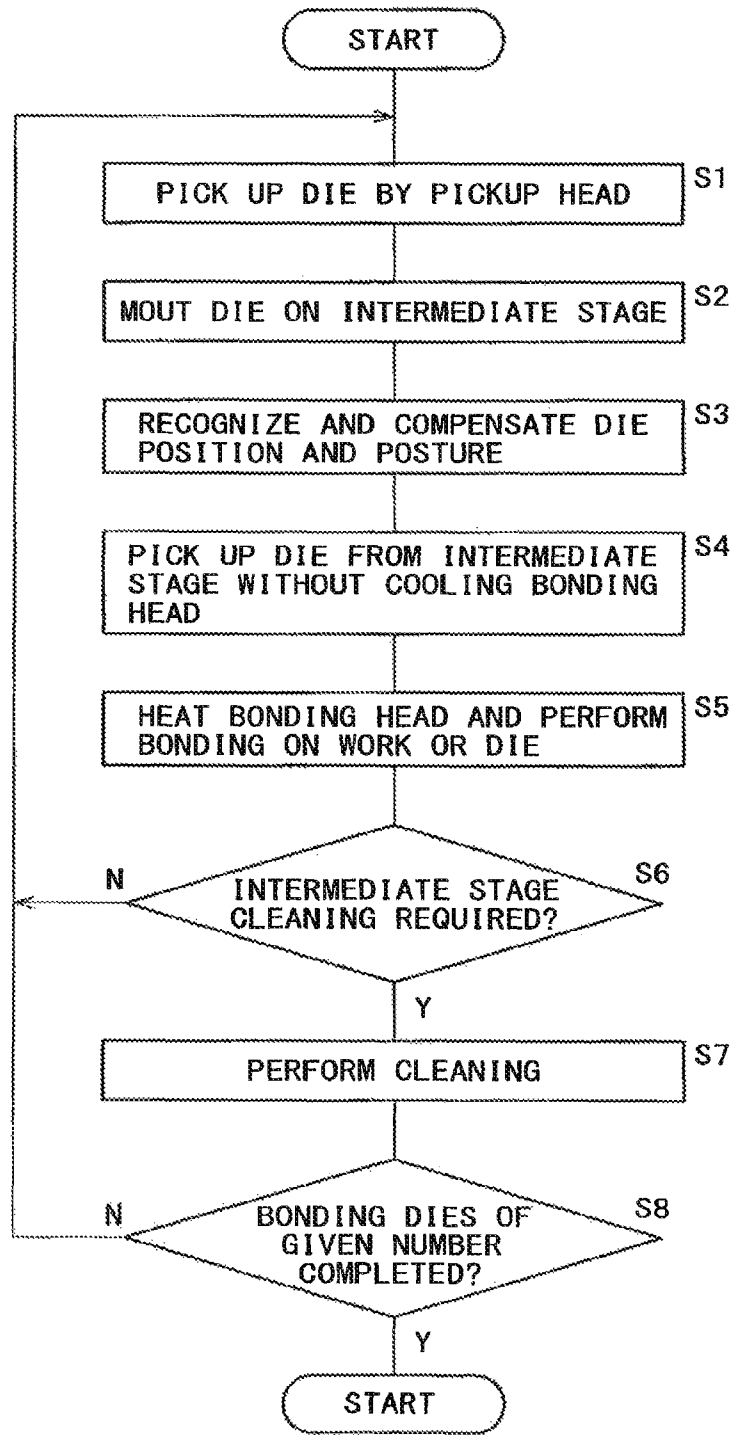 START
PICK UP DIE BY PICKUP HEAD
S1
MOUT DIE ON INTERMEDIATE STAGE
S2
RECOGNIZE AND COMPENSATE DIE
POSITION AND POSTURE
S3
PICK UP DIE FROM INTERMEDIATE
STAGE WITHOUT COOLING BONDING
HEAD
S4
HEAT BONDING HEAD AND PERFORM
BONDING ON WORK OR DIE
S5
N
INTERMEDIATE STAGE
CLEANING REQUIRED?
S6
Y
PERFORM CLEANING
S7
N
BONDING DIES OF
GIVEN NUMBER
COMPLETED?
S8
Y
START